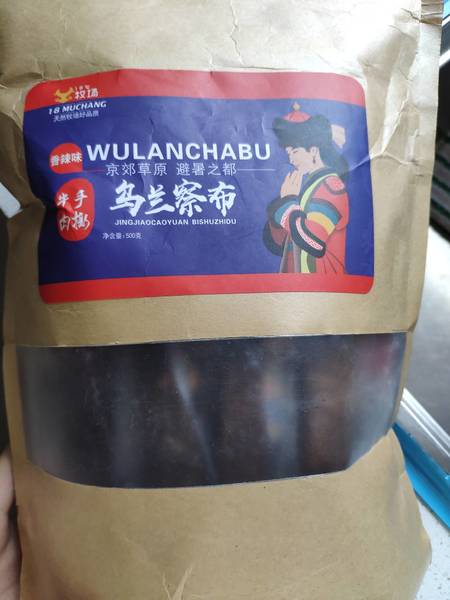 牧场
18 MUCHANG
天然牧场好品质
香辣味
WULANCHABU
京郊草原 避暑之都
手撕
牛肉
乌兰察布
JINGJIAOCAOYUAN BISHUZHIDU
净含量:500克